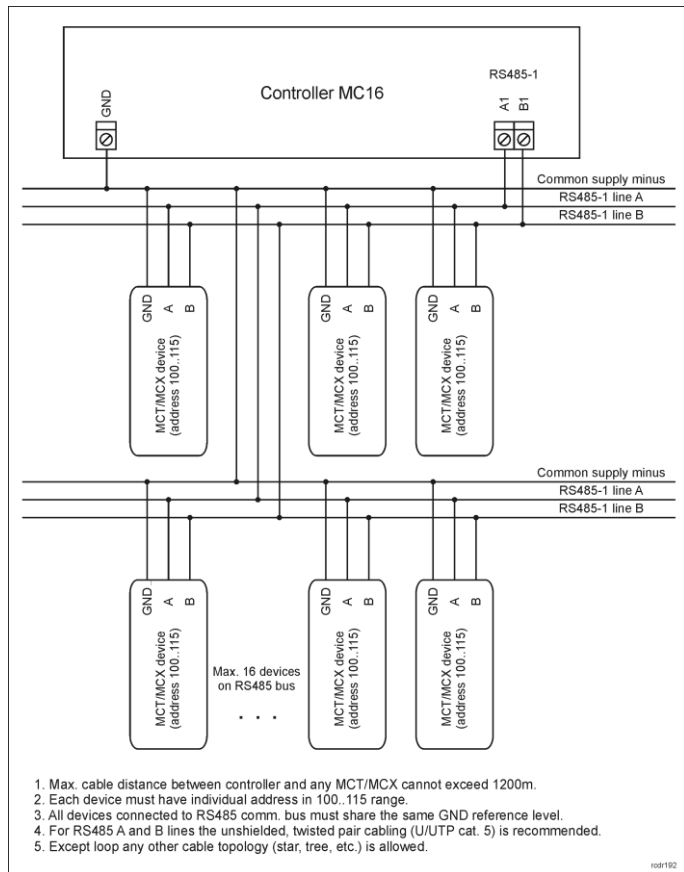 RS485-1
Controller MC16
GND
A1
B1
Common supply minus
RS485-1 line A
RS485-1 line B
GND
A
B
MCT/MCX device
(address 100..115)
GND
A
B
MCT/MCX device
(address 100..115)
GND
A
B
MCT/MCX device
(address 100..115)
Common supply minus
RS485-1 line A
RS485-1 line B
GND
A
B
MCT/MCX device
(address 100..115)
Max. 16 devices
on RS485 bus
. . .
GND
A
B
MCT/MCX device
(address 100..115)
GND
A
B
MCT/MCX device
(address 100..115)
1. Max. cable distance between controller and any MCT/MCX cannot exceed 1200m.
2. Each device must have individual address in 100..115 range.
3. All devices connected to RS485 comm. bus must share the same GND reference level.
4. For RS485 A and B lines the unshielded, twisted pair cabling (U/UTP cat. 5) is recommended.
5. Except loop any other cable topology (star, tree, etc.) is allowed.